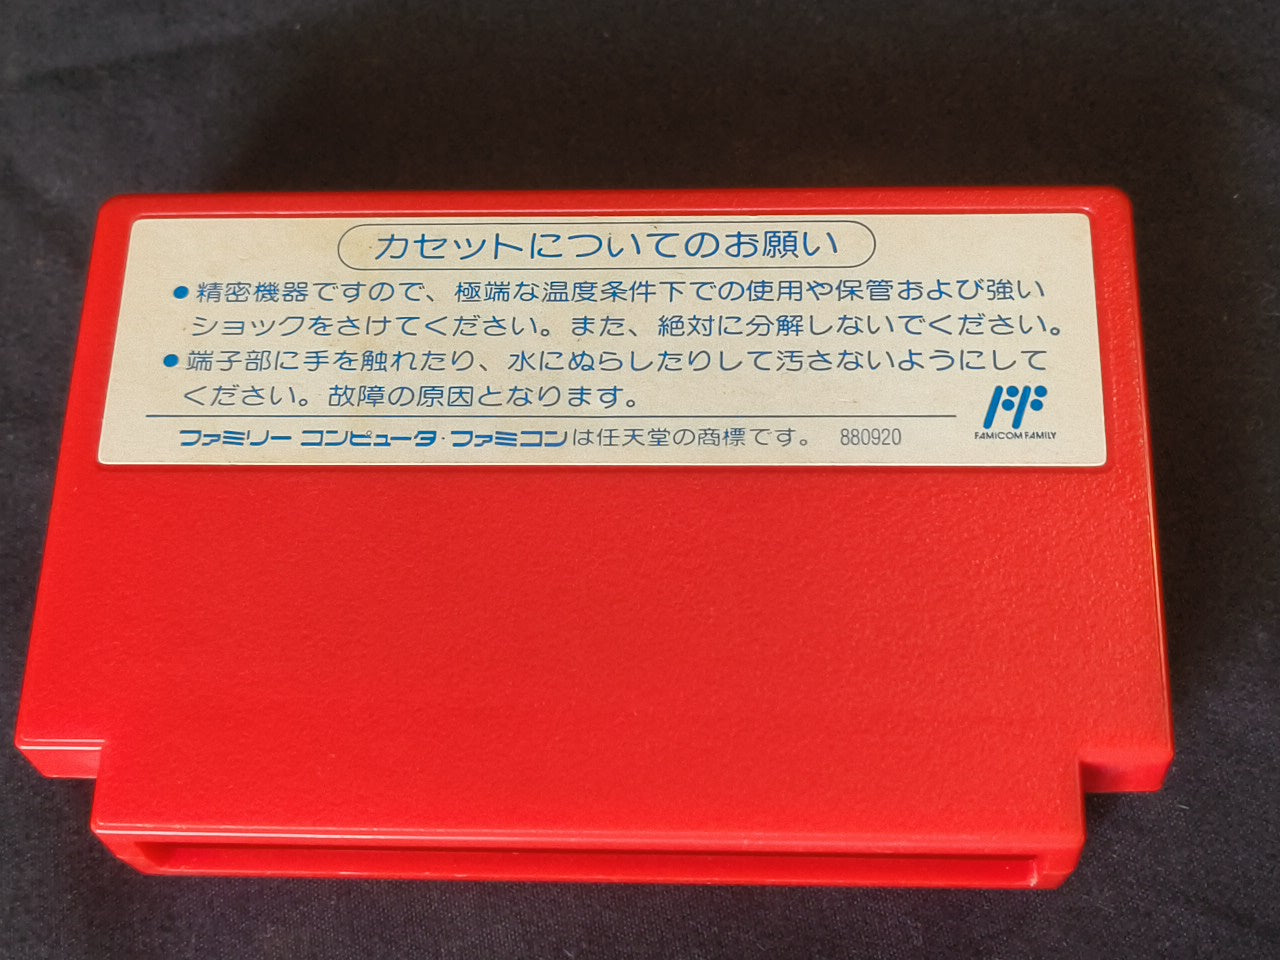 カセットについてのお願い
●精密機器ですので、極端な温度条件下での使用や保管および強い
ショックをさけてください。また、絶対に分解しないでください。
●端子部に手を触れたり、水にぬらしたりして汚さないようにして
ください。故障の原因となります。
FF
FAMICOM FAMILY
ファミリー コンピュータ・ファミコンは任天堂の商標です。 880920